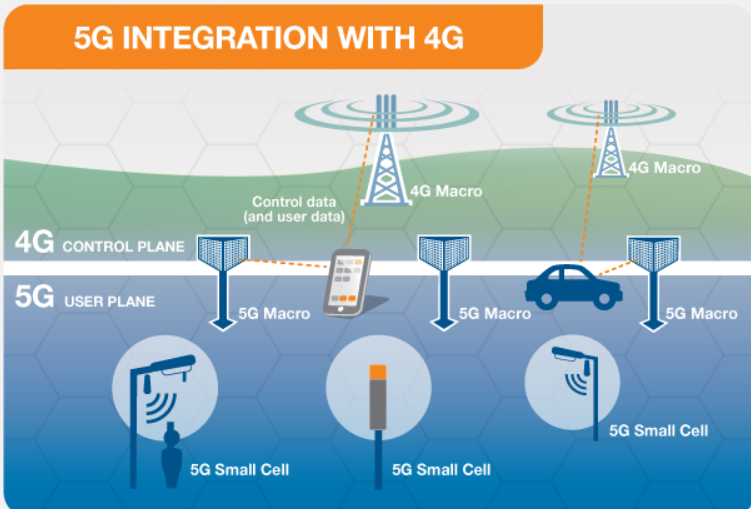 5G INTEGRATION WITH 4G
4G Macro
4G Macro
Control data
(and user data)
4G CONTROL PLANE
5G USER PLANE
5G Macro
5G Macro
5G Macro
5G Small Cell
5G Small Cell
5G Small Cell